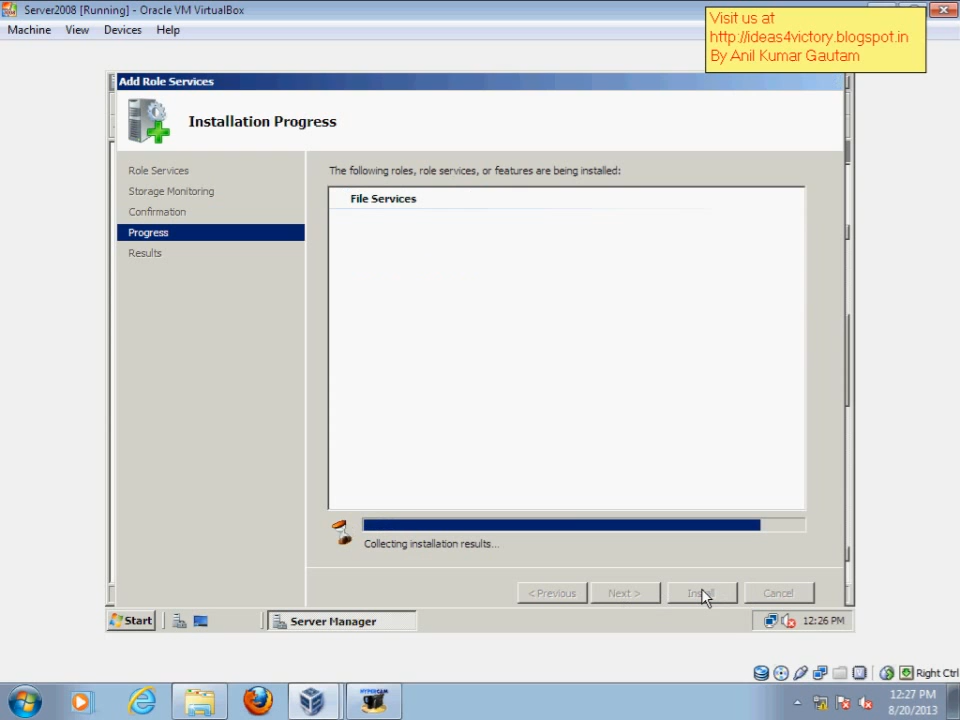 Server2008 [Running] - Oracle VM VirtualBox
Machine View Devices Help
Visit us at
http://ideas4victory.blogspot.in
By Anil Kumar Gautam
Add Role Services
Installation Progress
Role Services
Storage Monitoring
Confirmation
Progress
Results
The following roles, role services, or features are being installed:
File Services
Collecting installation results...
< Previous
Next >
Install
Cancel
Start
Server Manager
12:26 PM
Right Ctrl
HYPERCAM
12:27 PM
8/20/2013